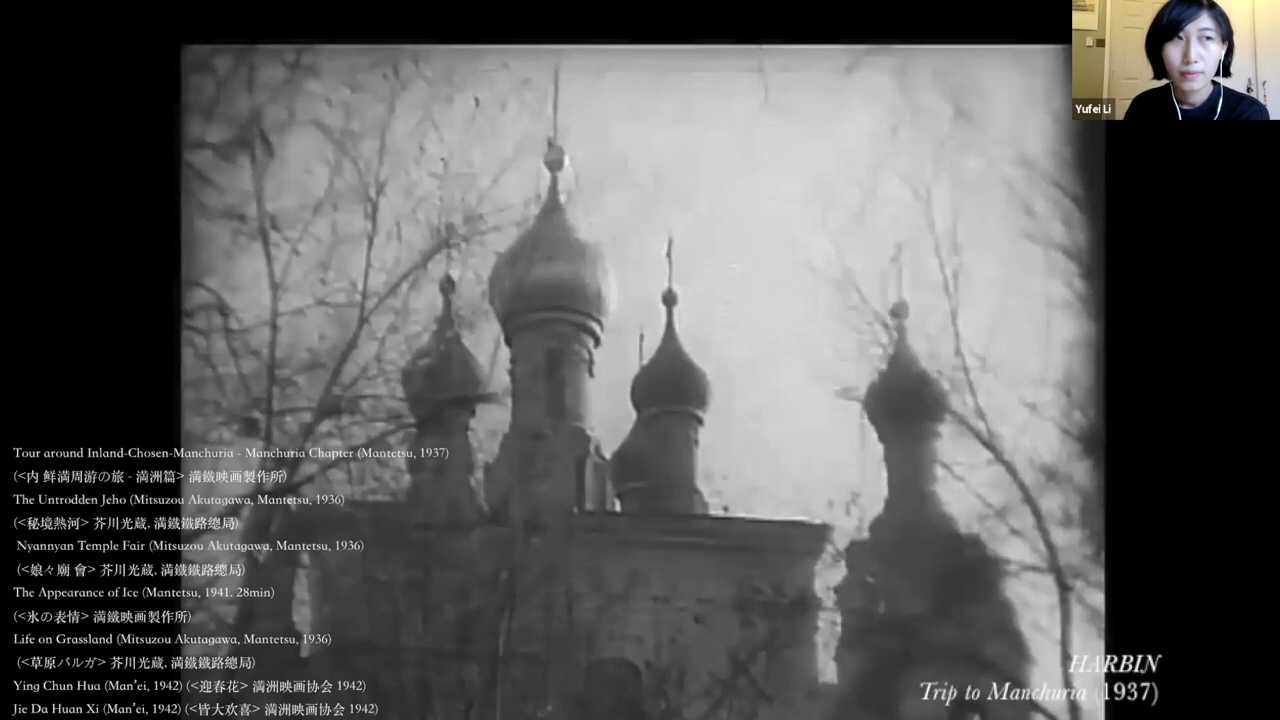 Yufei Li
Tour around Inland-Chosen-Manchuria - Manchuria Chapter (Mantetsu, 1937)
(<内 鮮満周游の旅 - 満洲篇> 満鐵映画製作所)
The Untrodden Jeho (Mitsuzou Akutagawa, Mantetsu, 1936)
(<秘境熱河> 芥川光蔵, 満鐵鐵路總局)
Nyannyan Temple Fair (Mitsuzou Akutagawa, Mantetsu, 1936)
(<娘々廟 會> 芥川光蔵, 満鐵鐵路總局)
The Appearance of Ice (Mantetsu, 1941. 28min)
(<氷の表情> 満鐵映画製作所)
Life on Grassland (Mitsuzou Akutagawa, Mantetsu, 1936)
(<草原バルガ> 芥川光蔵, 満鐵鐵路總局)
Ying Chun Hua (Man'ei, 1942) (<迎春花> 満洲映画协会 1942)
Jie Da Huan Xi (Man'ei, 1942) (<皆大欢喜> 満洲映画协会 1942)
HARBIN
Trip to Manchuria (1937)